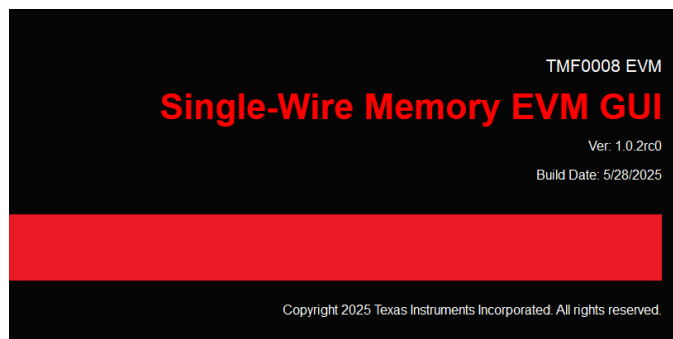 TMF0008 EVM
Single-Wire Memory EVM GUI
Ver: 1.0.2rc0
Build Date: 5/28/2025
Copyright 2025 Texas Instruments Incorporated. All rights reserved.